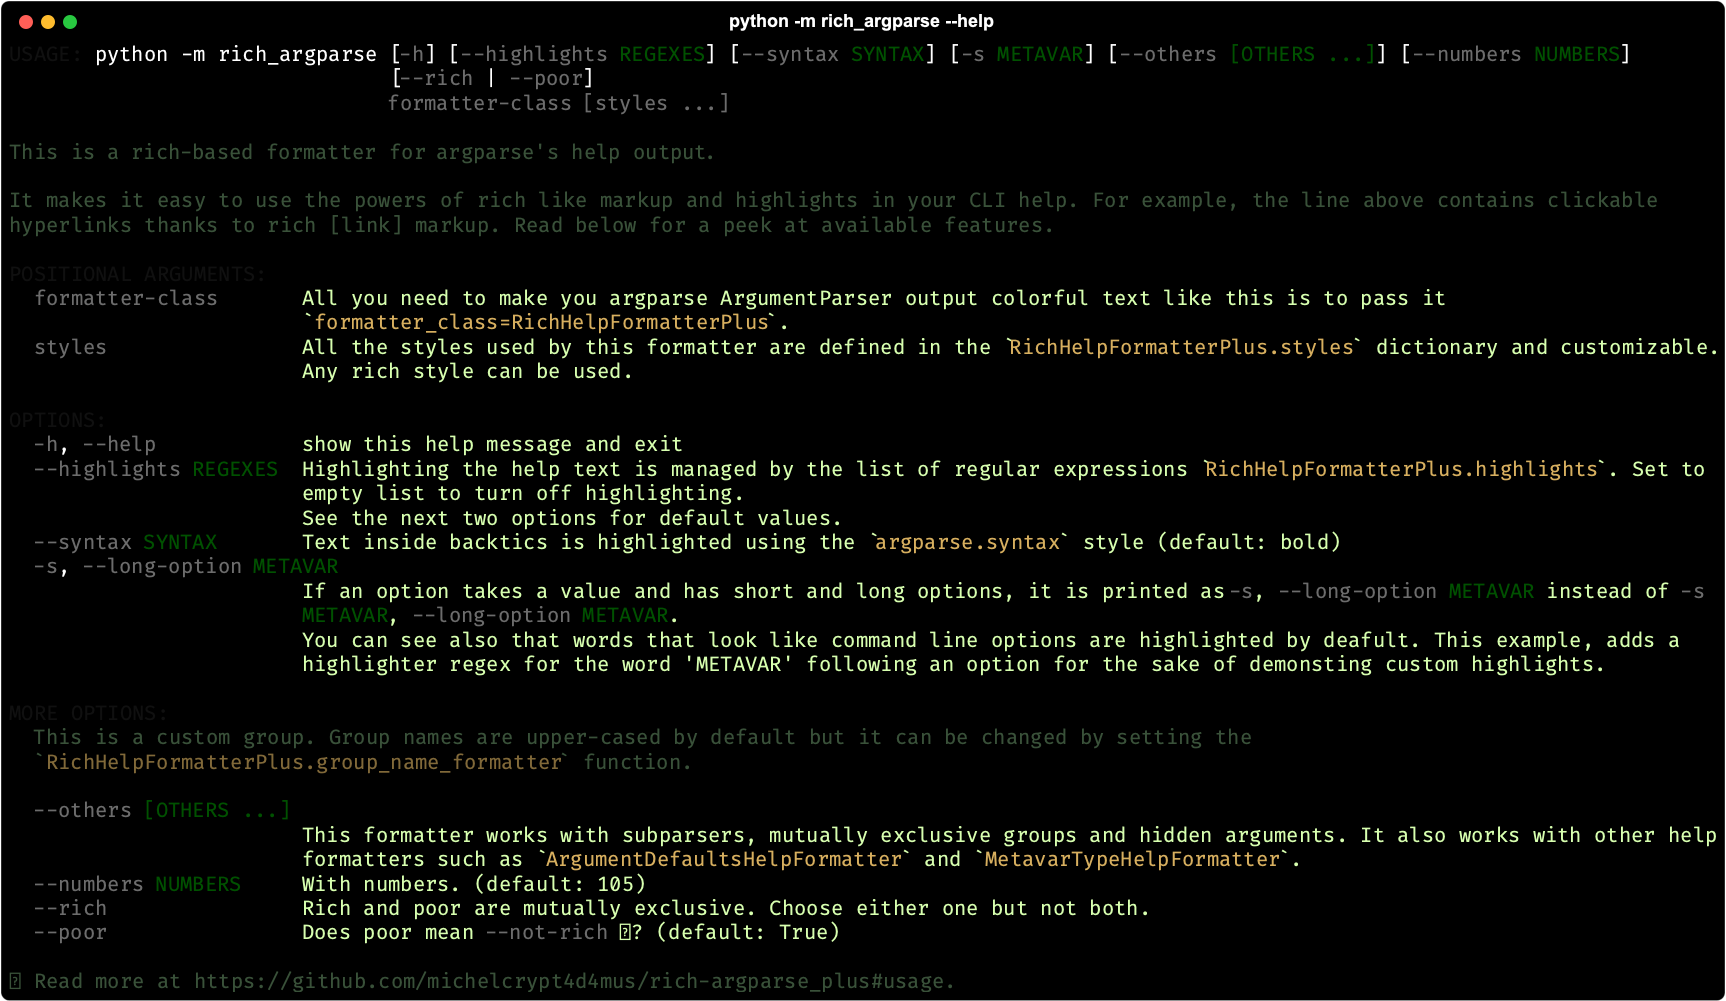 python -m rich_argparse --help
USAGE: python -m rich_argparse [-h] [--highlights REGEXES] [--syntax SYNTAX] [-s METAVAR] [--others [OTHERS ...]] [--numbers NUMBERS]
[--rich | --poor]
formatter-class [styles ...]
This is a rich-based formatter for argparse's help output.
It makes it easy to use the powers of rich like markup and highlights in your CLI help. For example, the line above contains clickable
hyperlinks thanks to rich [link] markup. Read below for a peek at available features.
POSITIONAL ARGUMENTS:
formatter-class All you need to make you argparse ArgumentParser output colorful text like this is to pass it
`formatter_class=RichHelpFormatterPlus`.
styles All the styles used by this formatter are defined in the `RichHelpFormatterPlus.styles` dictionary and customizable.
Any rich style can be used.
OPTIONS:
-h, --help show this help message and exit
--highlights REGEXES Highlighting the help text is managed by the list of regular expressions `RichHelpFormatterPlus.highlights`. Set to
empty list to turn off highlighting.
See the next two options for default values.
--syntax SYNTAX Text inside backtics is highlighted using the `argparse.syntax` style (default: bold)
-s, --long-option METAVAR
If an option takes a value and has short and long options, it is printed as -s, --long-option METAVAR instead of -s
METAVAR, --long-option METAVAR.
You can see also that words that look like command line options are highlighted by deafult. This example, adds a
highlighter regex for the word 'METAVAR' following an option for the sake of demonsting custom highlights.
MORE OPTIONS:
This is a custom group. Group names are upper-cased by default but it can be changed by setting the
`RichHelpFormatterPlus.group_name_formatter` function.
--others [OTHERS ...]
This formatter works with subparsers, mutually exclusive groups and hidden arguments. It also works with other help
formatters such as `ArgumentDefaultsHelpFormatter` and `MetavarTypeHelpFormatter`.
--numbers NUMBERS With numbers. (default: 105)
--rich Rich and poor are mutually exclusive. Choose either one but not both.
--poor Does poor mean --not-rich ? (default: True)
Read more at https://github.com/michelcrypt4d4mus/rich-argparse_plus#usage.